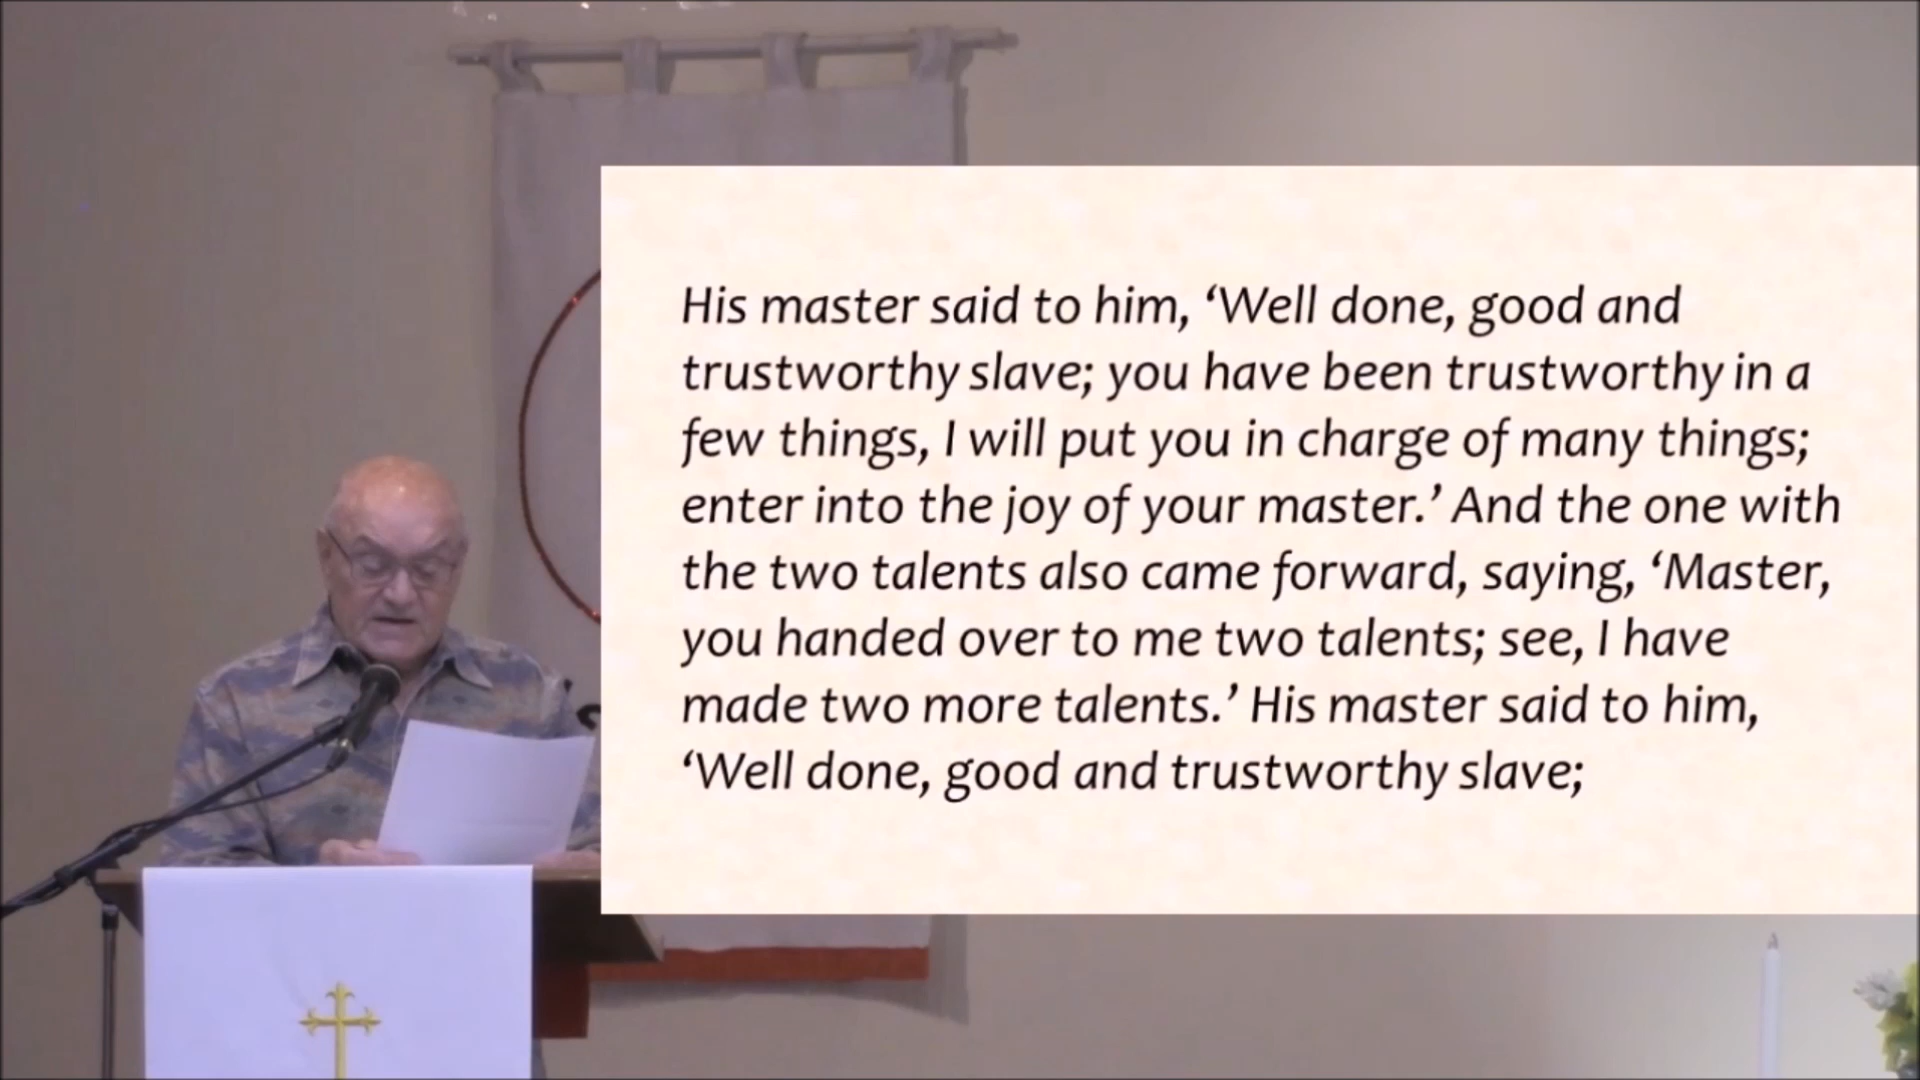 His master said to him, ‘Well done, good and
trustworthy slave; you have been trustworthy in a
few things, I will put you in charge of many things;
enter into the joy of your master.’ And the one with
the two talents also came forward, saying, ‘Master,
you handed over to me two talents; see, I have
made two more talents.’ His master said to him,
‘Well done, good and trustworthy slave;